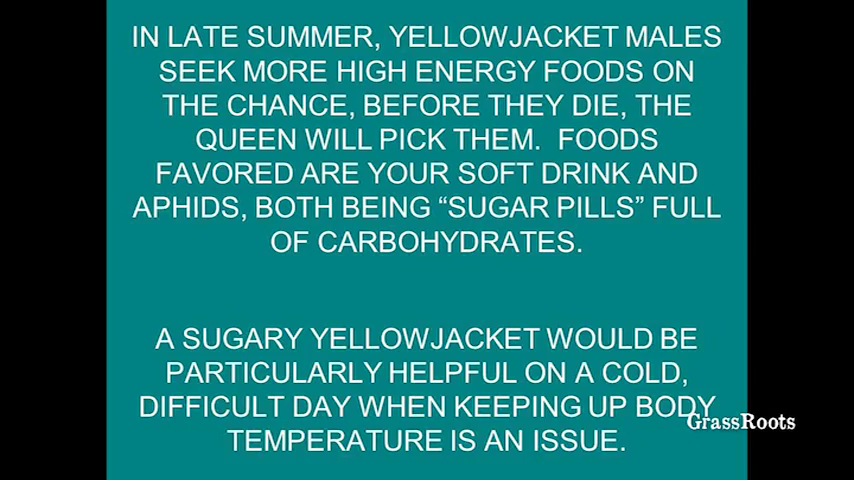 IN LATE SUMMER, YELLOWJACKET MALES
SEEK MORE HIGH ENERGY FOODS ON
THE CHANCE, BEFORE THEY DIE, THE
QUEEN WILL PICK THEM.  FOODS
FAVORED ARE YOUR SOFT DRINK AND
APHIDS, BOTH BEING “SUGAR PILLS” FULL
OF CARBOHYDRATES.
A SUGARY YELLOWJACKET WOULD BE
PARTICULARLY HELPFUL ON A COLD,
DIFFICULT DAY WHEN KEEPING UP BODY
TEMPERATURE IS AN ISSUE.
GrassRoots